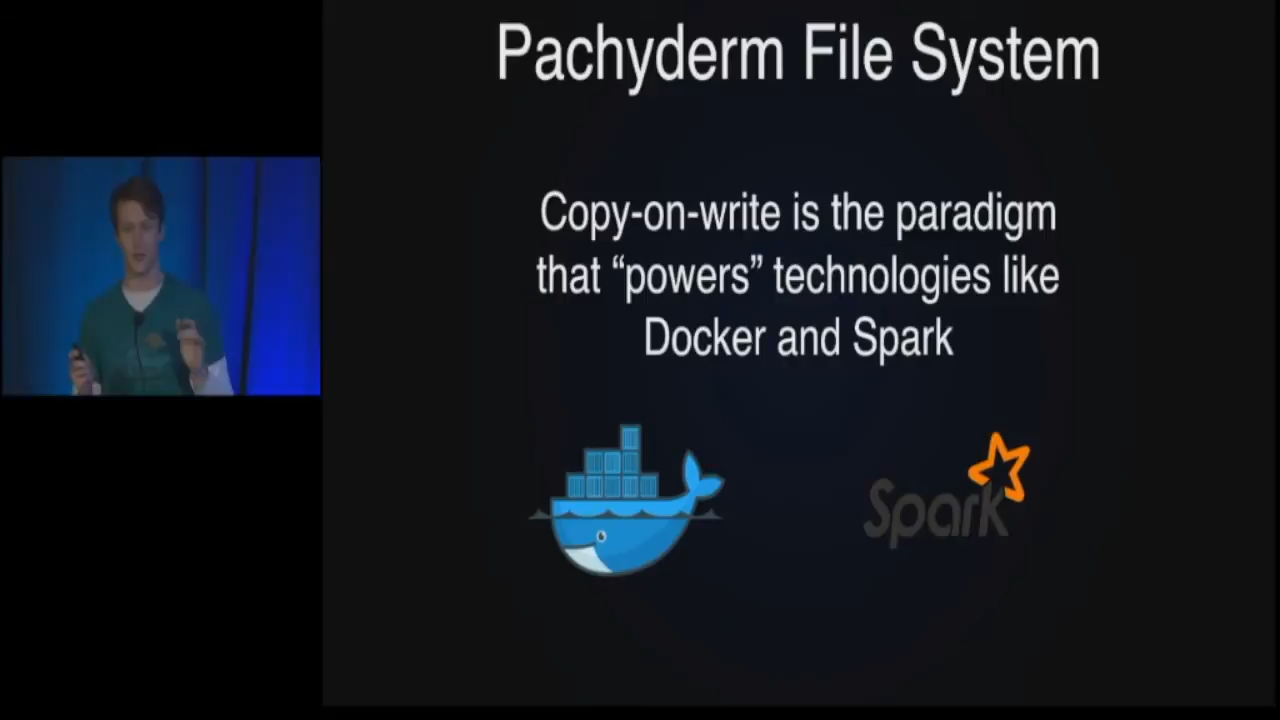 Pachyderm File System
Copy-on-write is the paradigm
that “powers” technologies like
Docker and Spark
Spark